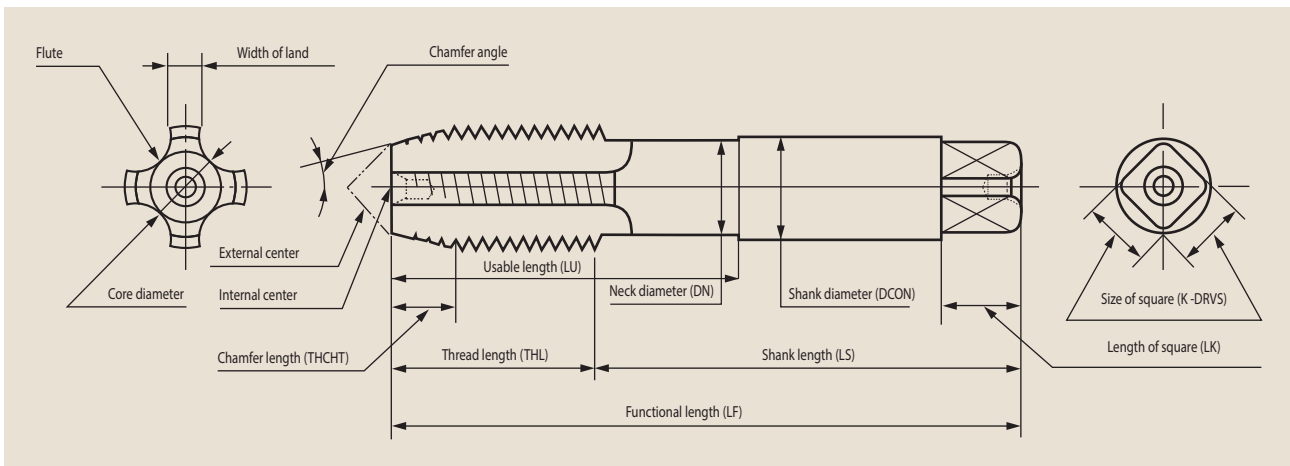 Flute
Width of land
Chamfer angle
External center
Core diameter
Internal center
Usable length (LU)
Neck diameter (DN)
Shank diameter (DCON)
Size of square (K -DRVS)
Chamfer length (THCHT)
Thread length (THL)
Shank length (LS)
Length of square (LK)
Functional length (LF)